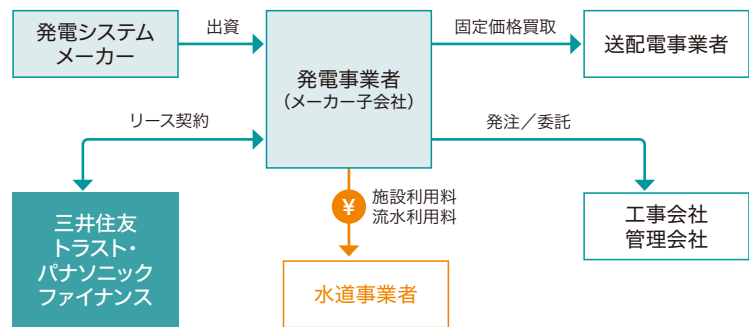 発電システム
メーカー
出資
発電事業者
（メーカー子会社）
固定価格買取
送配電事業者
リース契約
発注／委託
三井住友
トラスト・
パナソニック
ファイナンス
¥
施設利用料
流水利用料
水道事業者
工事会社
管理会社